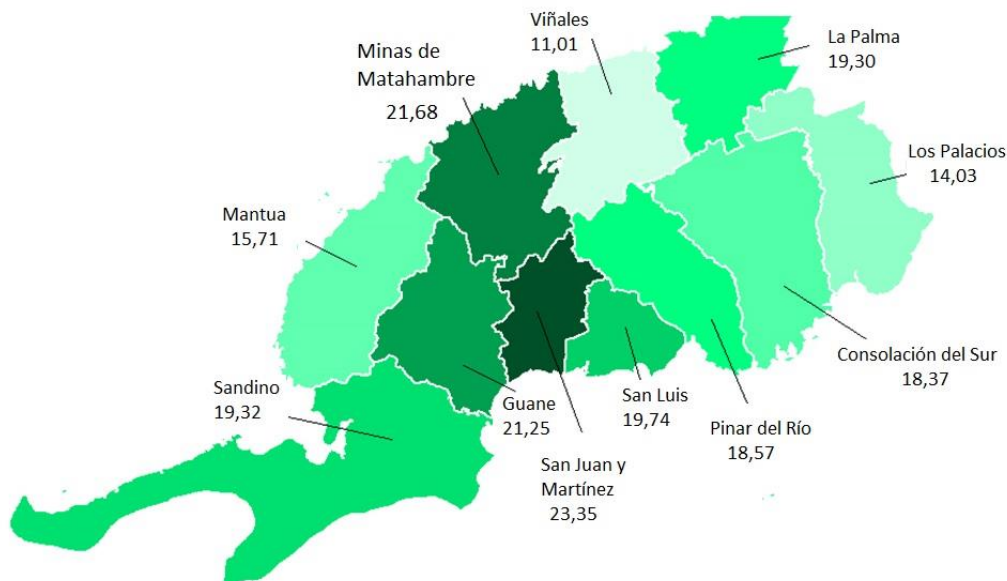 Viñales
11,01
La Palma
19,30
Minas de
Matahambre
21,68
Los Palacios
14,03
Mantua
15,71
Consolación del Sur
18,37
Sandino
19,32
Guane
21,25
San Luis
19,74
Pinar del Río
18,57
San Juan y
Martínez
23,35